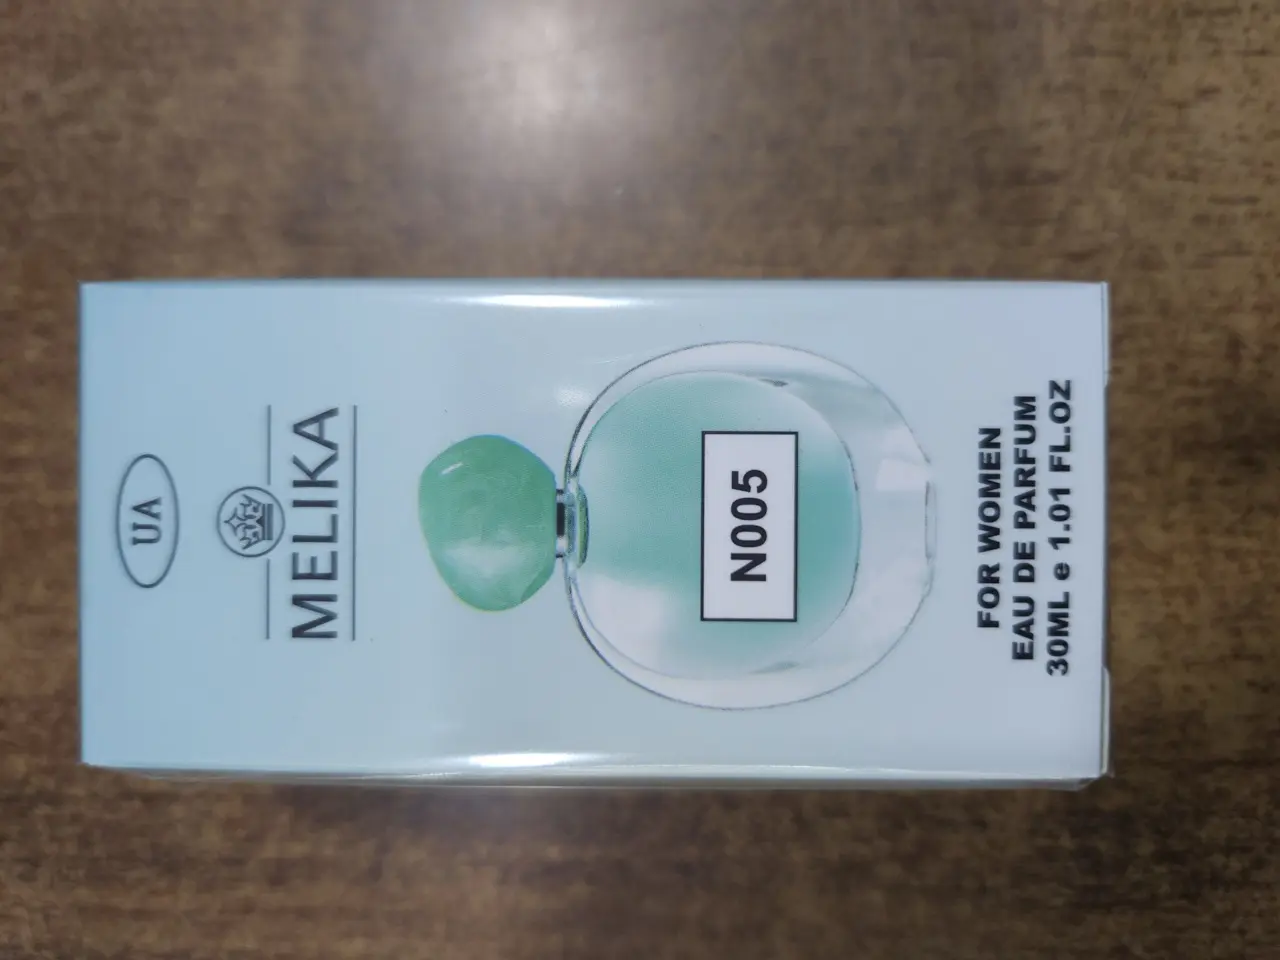 UA
MELIKA
N005
FOR WOMEN
EAU DE PARFUM
30ML e 1.01 FL.OZ